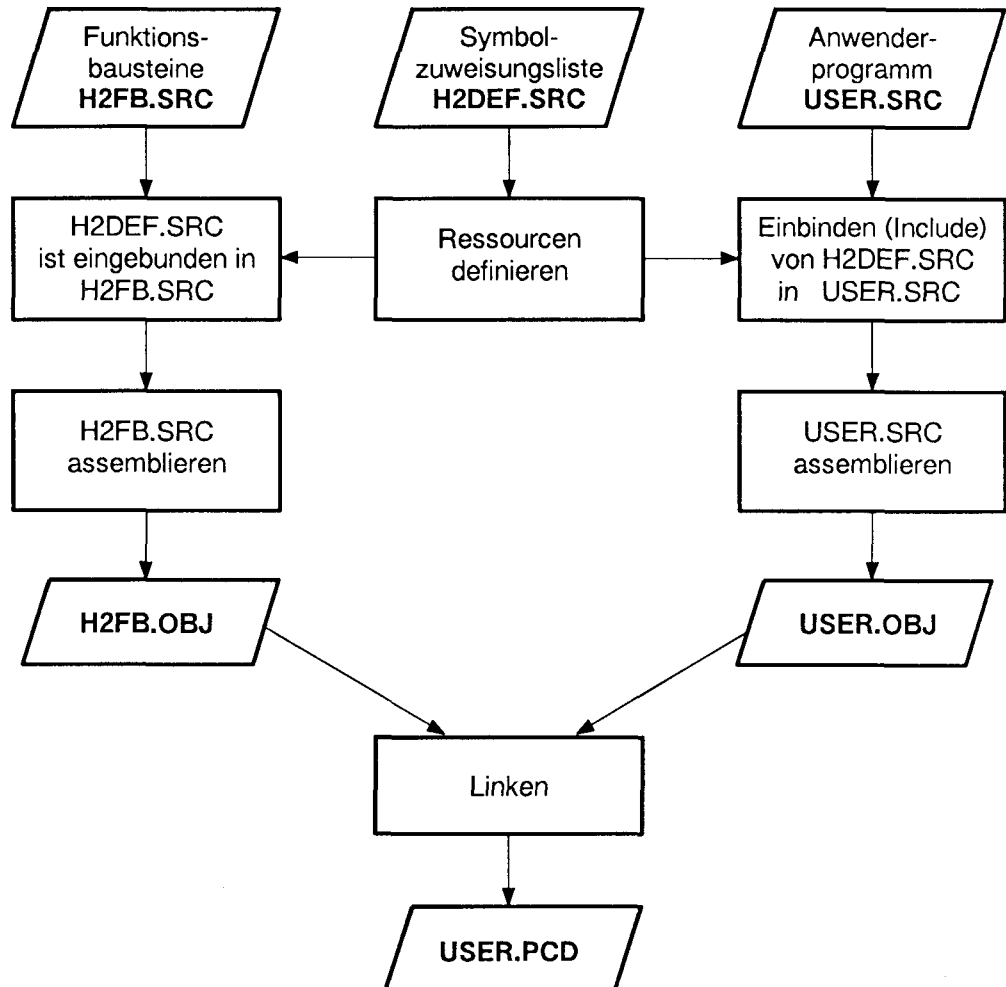 Funktions-
bausteine
H2FB.SRC
Symbol-
zuweisungsliste
H2DEF.SRC
Anwender-
programm
USER.SRC
H2DEF.SRC
ist eingebunden in
H2FB.SRC
Ressourcen
definieren
Einbinden (Include)
von H2DEF.SRC
in USER.SRC
H2FB.SRC
assemblieren
USER.SRC
assemblieren
H2FB.OBJ
USER.OBJ
Linken
USER.PCD